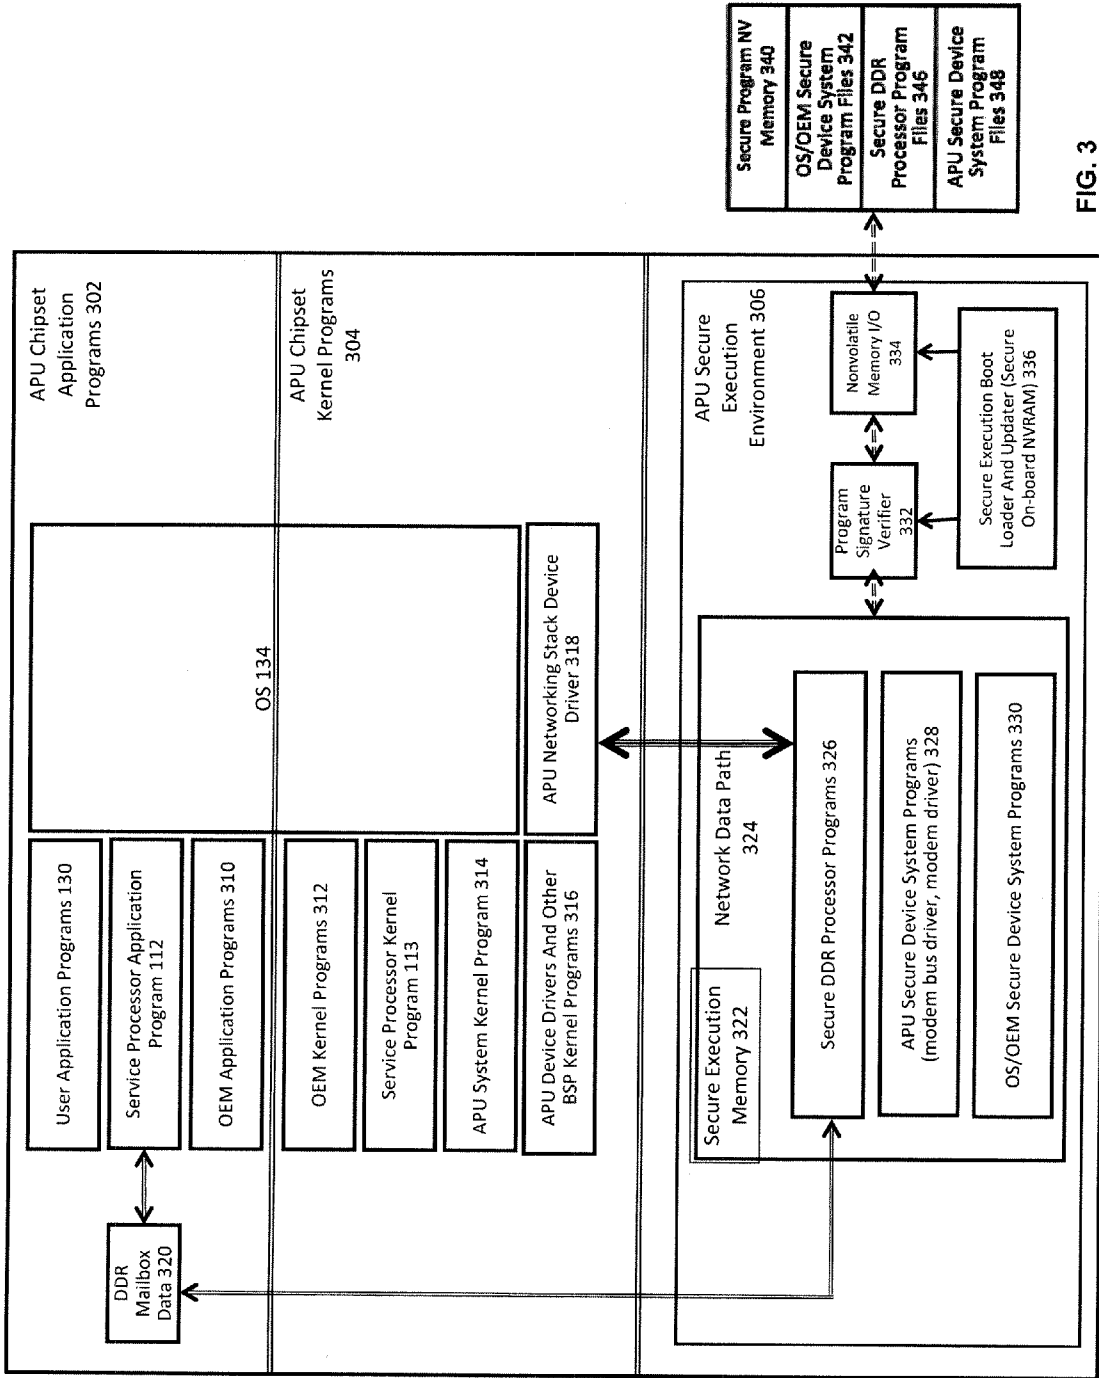 APU Chipset
Application
Programs 302
User Application Programs 130
DDR
Mailbox
Data 320
Service Processor Application
Program 112
OEM Application Programs 310
OS 134
APU Chipset
Kernel Programs
304
OEM Kernel Programs 312
Service Processor Kernel
Program 113
APU System Kernel Program 314
APU Device Drivers And Other
BSP Kernel Programs 316
APU Networking Stack Device
Driver 318
APU Secure
Execution
Environment 306
Secure Execution
Memory 322
Network Data Path
324
Secure DDR Processor Programs 326
APU Secure Device System Programs
(modem bus driver, modem driver) 328
OS/OEM Secure Device System Programs 330
Program
Signature
Verifier
332
Nonvolatile
Memory I/O
334
Secure Execution Boot
Loader And Updater (Secure
On-board NVRAM) 336
Secure Program NV
Memory 340
OS/OEM Secure
Device System
Program Files 342
Secure DDR
Processor Program
Files 346
APU Secure Device
System Program
Files 348
FIG. 3